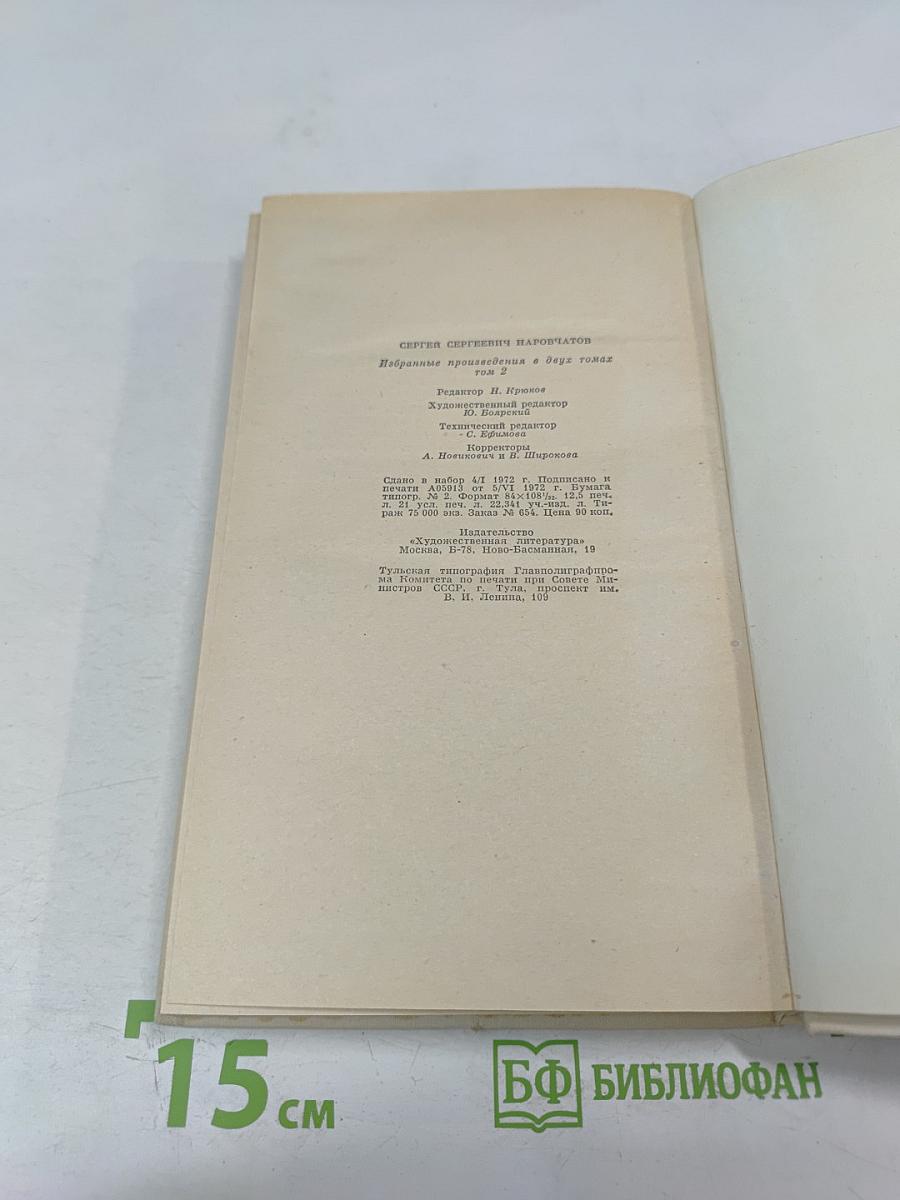 СЕРГЕЙ СЕРГЕЕВИЧ НАРОВЧАТОВ
Избранные произведения в двух томах
том 2
Редактор Н. Крюков
Художественный редактор
Ю. Боярский
Технический редактор
С. Ефимова
Корректоры
А. Новикович и В. Широкова
Сдано в набор 4/I 1972 г. Подписано к
печати А05913 от 5/VI 1972 г. Бумага
типогр. № 2. Формат 84×108¹/₃₂. 12,5 печ.
л. 21 усл. печ. л. 22,341 уч.-изд. л. Ти-
раж 75 000 экз. Заказ № 654. Цена 90 коп.
Издательство
«Художественная литература»
Москва, Б-78, Ново-Басманная, 19
Тульская типография Главполиграфпро-
ма Комитета по печати при Совете Ми-
нистров СССР, г. Тула, проспект им.
В. И. Ленина, 109
15 см
БФ БИБЛИОФАН